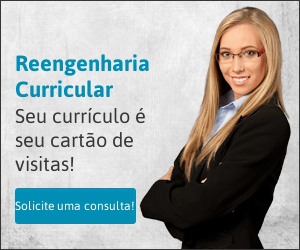 Reengenharia
Curricular
Seu currículo é
seu cartão de
visitas!
Solicite uma consulta!